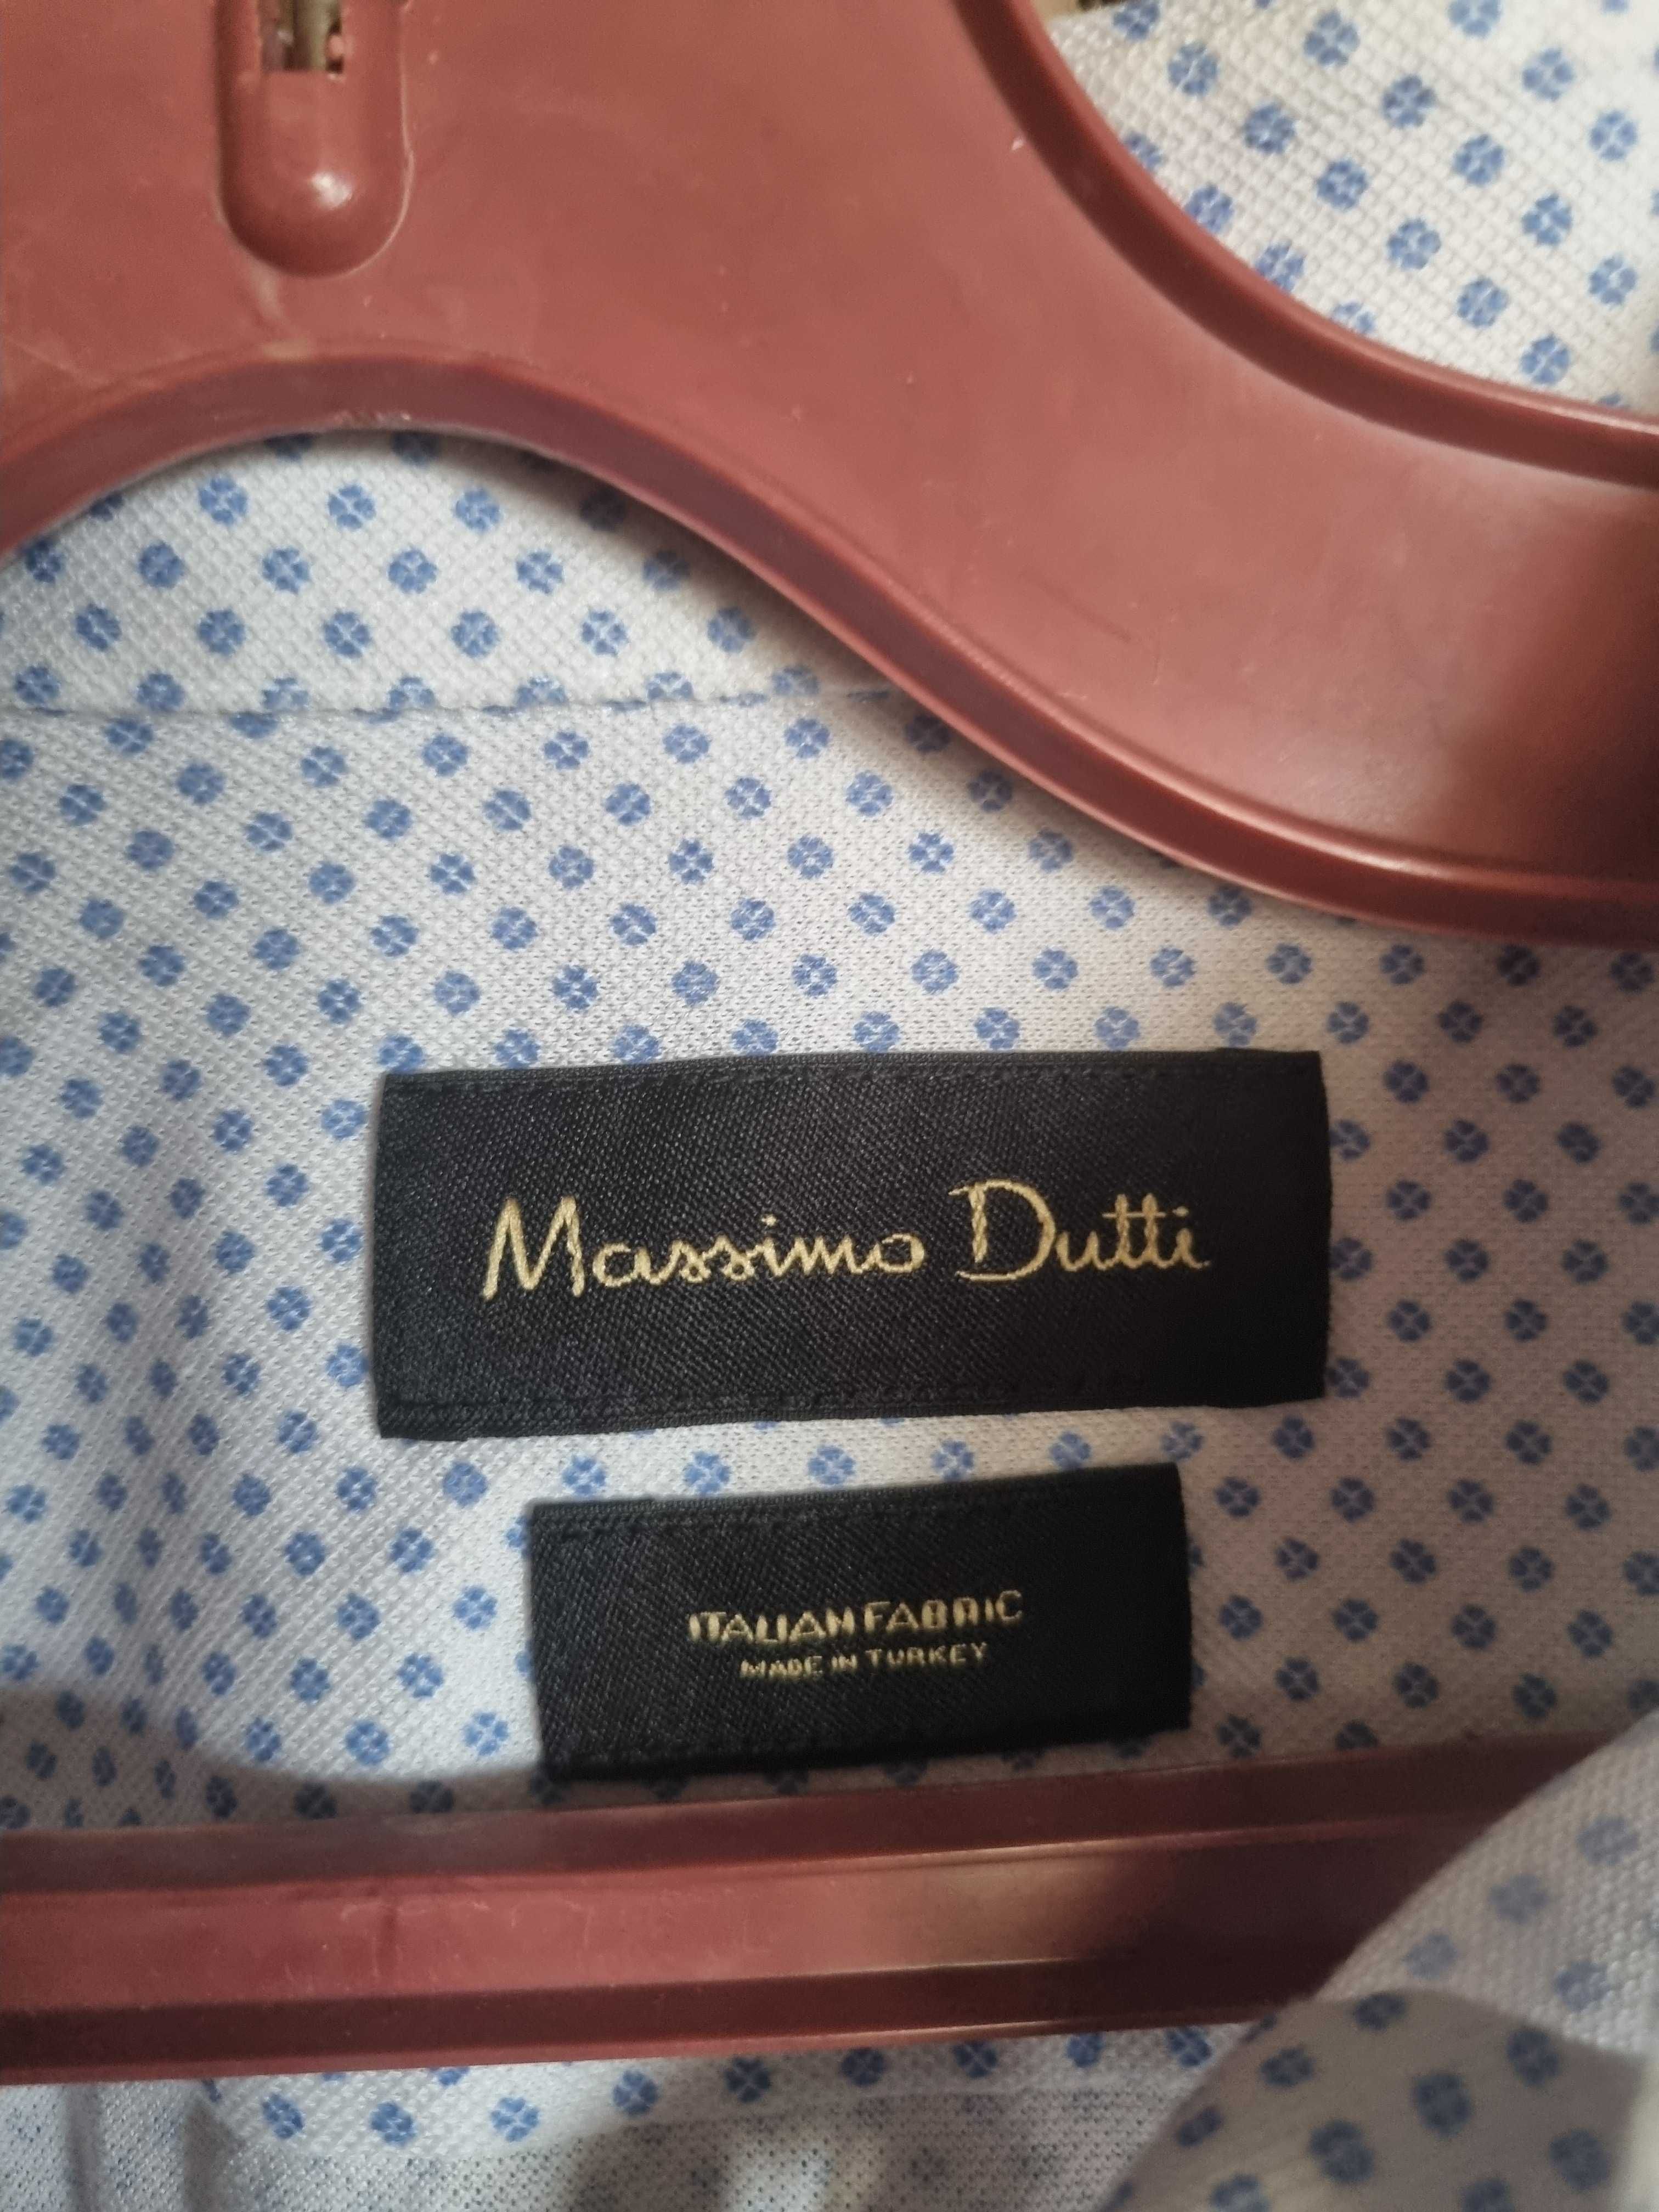 Massimo Dutti
ITALIAN FABRIC
MADE IN TURKEY